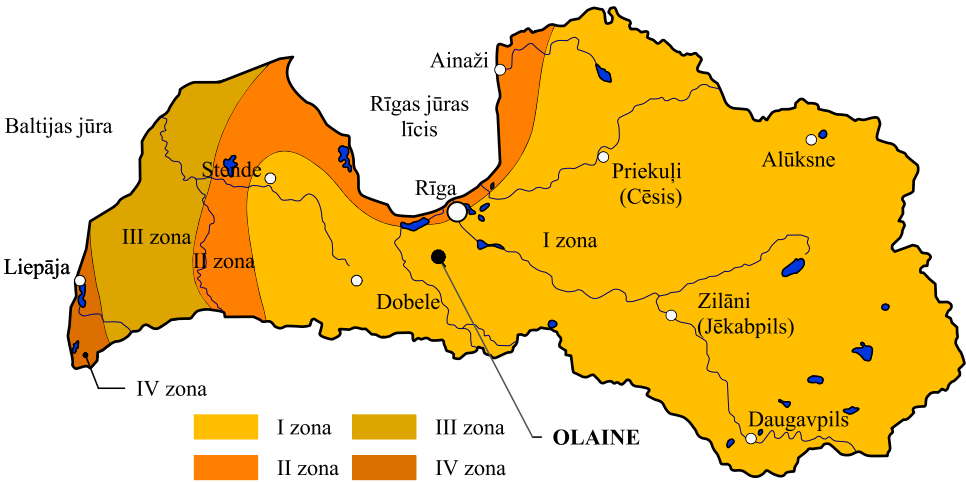 Ainaži
Rīgas jūras
līcis
Baltijas jūra
Alūksne
Priekuļi
(Cēsis)
Stende
Rīga
III zona
I zona
II zona
Liepāja
Dobele
Zilāni
(Jēkabpils)
IV zona
Daugavpils
I zona
III zona
OLAINE
II zona
IV zona